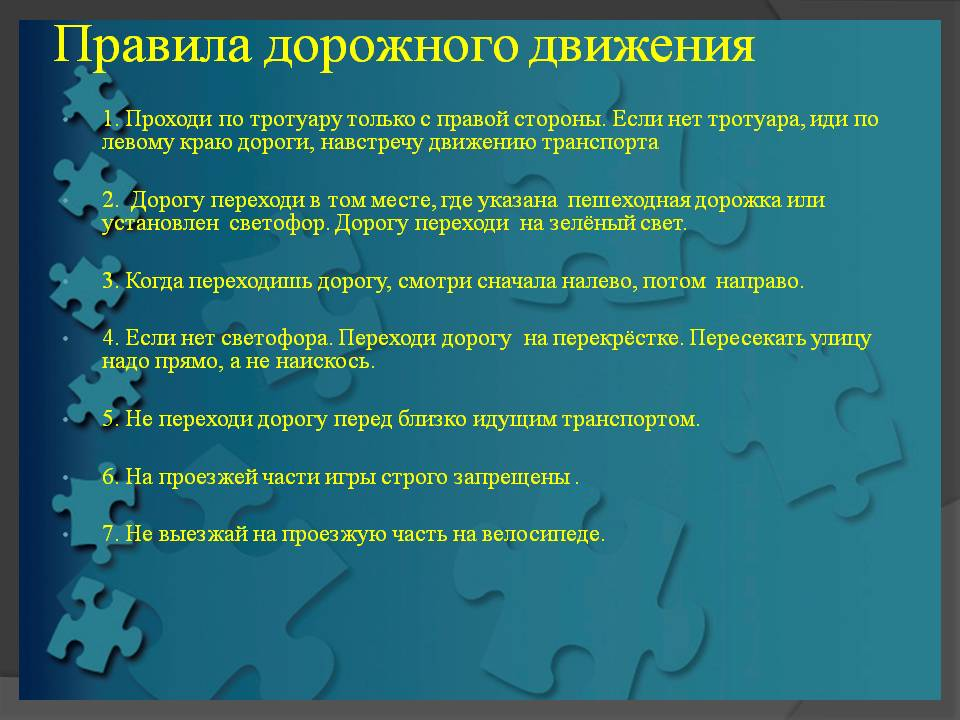 Правила дорожного движения
1. Проходи по тротуару только с правой стороны. Если нет тротуара, иди по
левому краю дороги, навстречу движению транспорта
2. Дорогу переходи в том месте, где указана пешеходная дорожка или
установлен светофор. Дорогу переходи на зелёный свет.
3. Когда переходишь дорогу, смотри сначала налево, потом направо.
4. Если нет светофора. Переходи дорогу на перекрёстке. Пересекать улицу
надо прямо, а не наискось.
5. Не переходи дорогу перед близко идущим транспортом.
6. На проезжей части игры строго запрещены .
7. Не выезжай на проезжую часть на велосипеде.